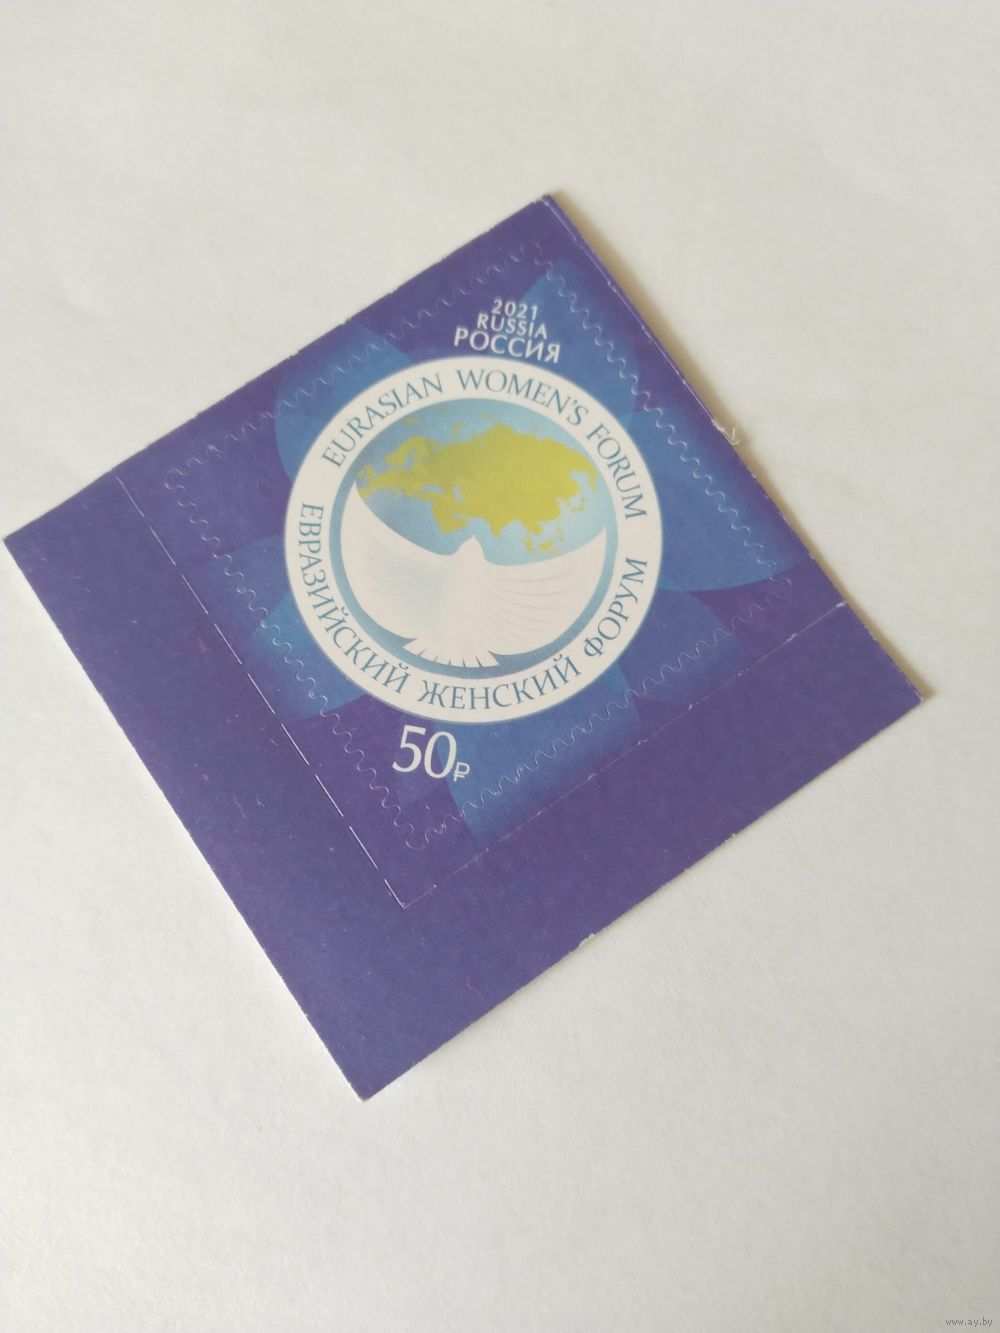 2021
RUSSIA
РОССИЯ
EURASIAN WOMEN'S FORUM
ЕВРАЗИЙСКИЙ ЖЕНСКИЙ ФОРУМ
50₽
www.ay.by